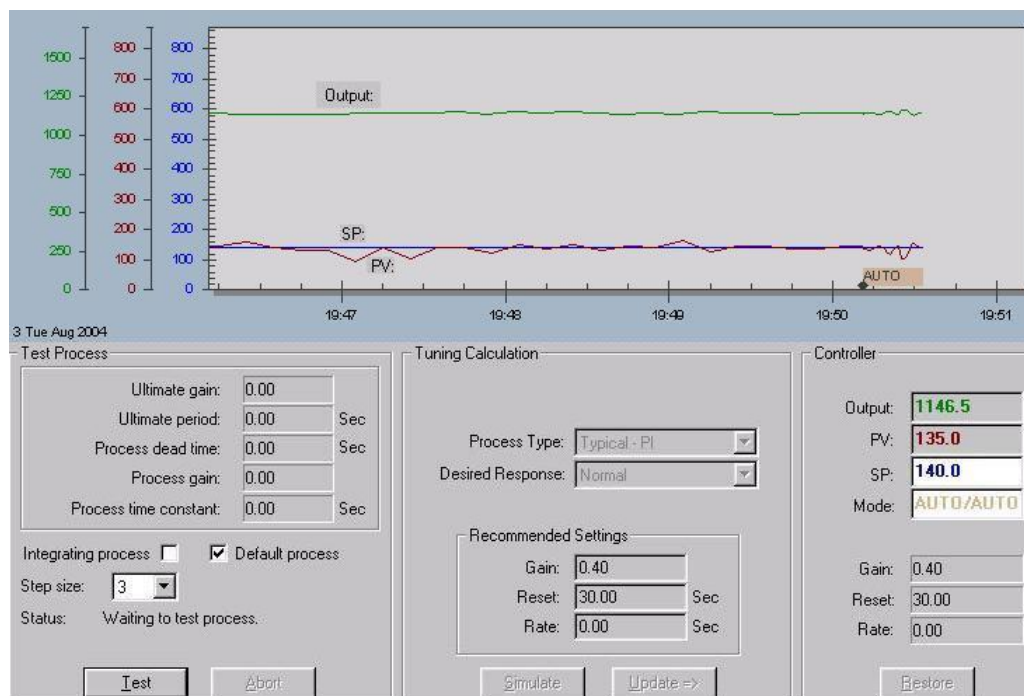 1500 800 800
700 700
1250 600 600
Output:
1000 500 500
750 400 400
300 300
500 200 200
SP:
250 100 100
PV:
0 0 0
AUTO
19:47 19:48 19:49 19:50 19:51
3 Tue Aug 2004
Test Process
Ultimate gain: 0.00
Ultimate period: 0.00 Sec
Process dead time: 0.00 Sec
Process gain: 0.00
Process time constant: 0.00 Sec
Integrating process Default process
Step size: 3
Status: Waiting to test process.
Test Abort
Tuning Calculation
Process Type: Typical - PI
Desired Response: Normal
Recommended Settings
Gain: 0.40
Reset: 30.00 Sec
Rate: 0.00 Sec
Simulate Update =>
Controller
Output: 1146.5
PV: 135.0
SP: 140.0
Mode: AUTO/AUTO
Gain: 0.40
Reset: 30.00
Rate: 0.00
Restore